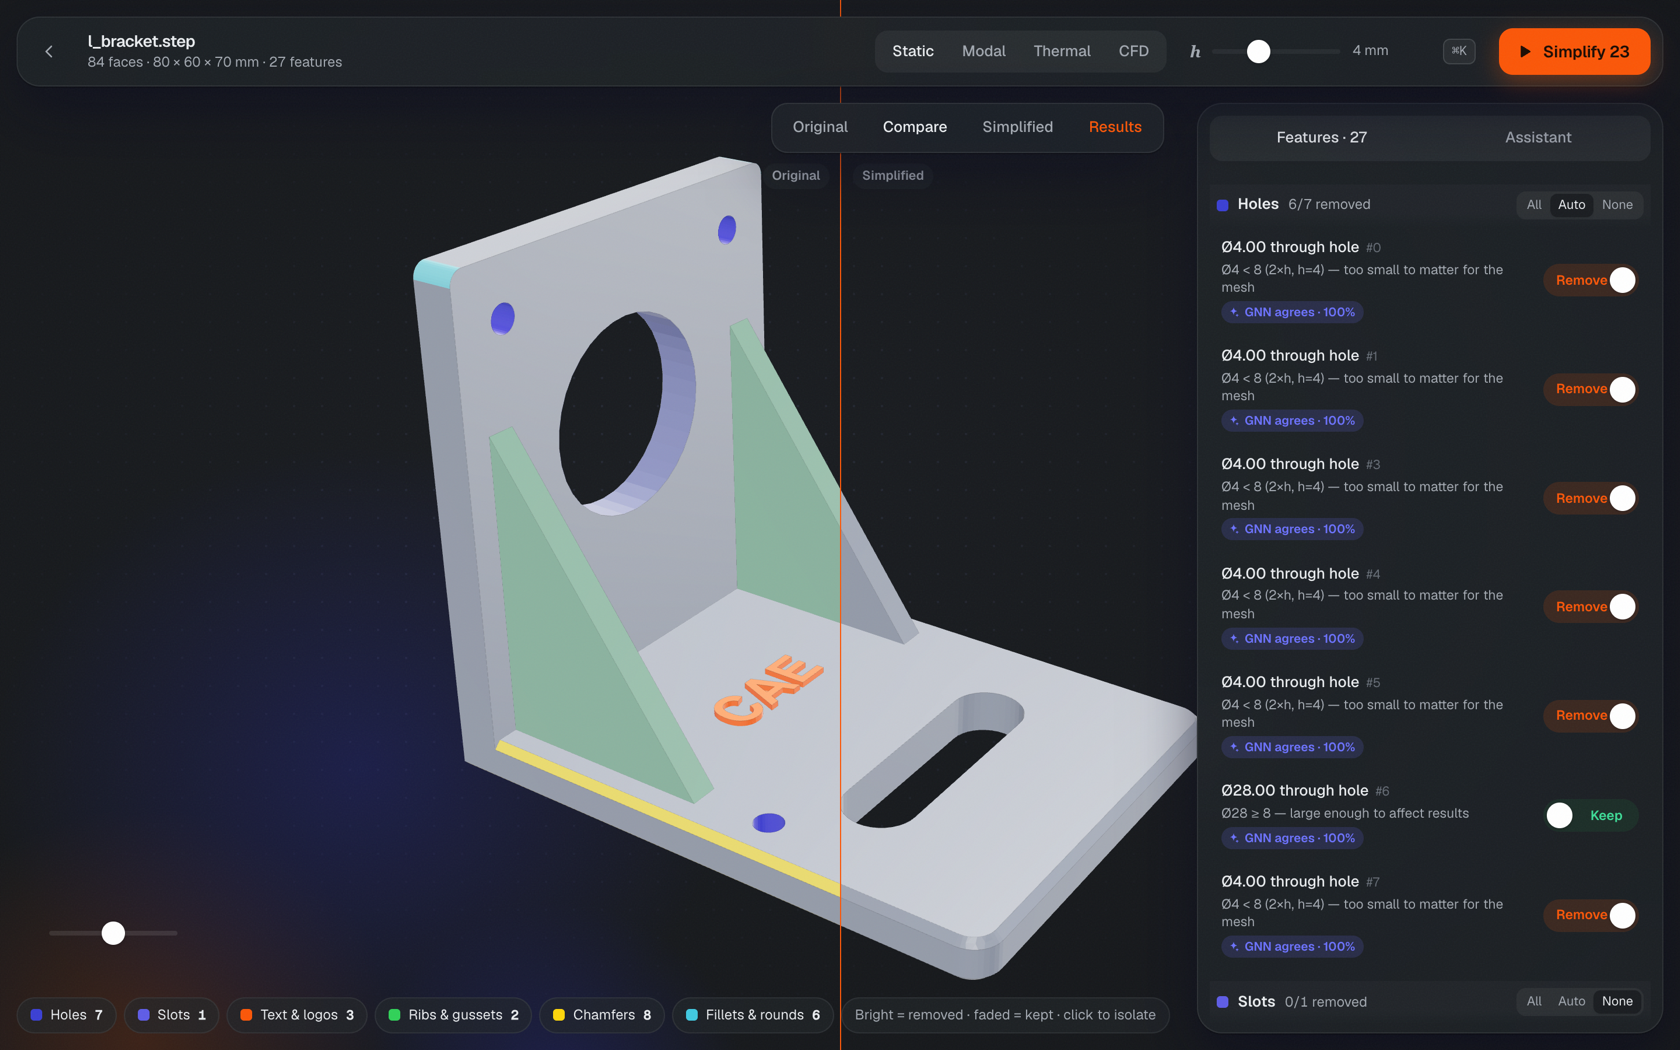 l_bracket.step
84 faces · 80 × 60 × 70 mm · 27 features
Static Modal Thermal CFD
h 4 mm
⌘K
Simplify 23
Original Compare Simplified Results
Original Simplified
CAE
Features · 27 Assistant
Holes 6/7 removed All Auto None
Ø4.00 through hole #0
Ø4 < 8 (2×h, h=4) — too small to matter for the
mesh
Remove
GNN agrees · 100%
Ø4.00 through hole #1
Ø4 < 8 (2×h, h=4) — too small to matter for the
mesh
Remove
GNN agrees · 100%
Ø4.00 through hole #3
Ø4 < 8 (2×h, h=4) — too small to matter for the
mesh
Remove
GNN agrees · 100%
Ø4.00 through hole #4
Ø4 < 8 (2×h, h=4) — too small to matter for the
mesh
Remove
GNN agrees · 100%
Ø4.00 through hole #5
Ø4 < 8 (2×h, h=4) — too small to matter for the
mesh
Remove
GNN agrees · 100%
Ø28.00 through hole #6
Ø28 ≥ 8 — large enough to affect results
Keep
GNN agrees · 100%
Ø4.00 through hole #7
Ø4 < 8 (2×h, h=4) — too small to matter for the
mesh
Remove
GNN agrees · 100%
Slots 0/1 removed All Auto None
Holes 7 Slots 1 Text & logos 3 Ribs & gussets 2 Chamfers 8 Fillets & rounds 6 Bright = removed · faded = kept · click to isolate